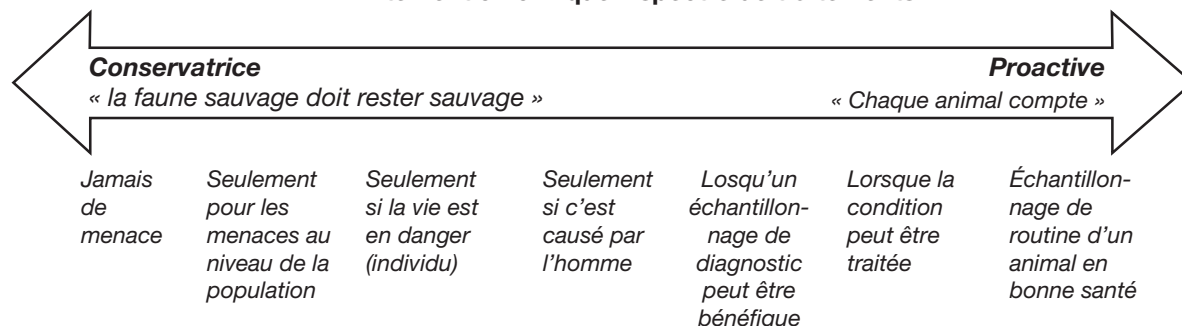 Conservatrice
« la faune sauvage doit rester sauvage »
Proactive
« Chaque animal compte »
Jamais
de
menace
Seulement
pour les
menaces au
niveau de la
population
Seulement
si la vie est
en danger
(individu)
Seulement
si c’est
causé par
l’homme
Losqu’un
échantillon-
nage de
diagnostic
peut être
bénéfique
Lorsque la
condition
peut être
traitée
Échantillon-
nage de
routine d’un
animal en
bonne santé